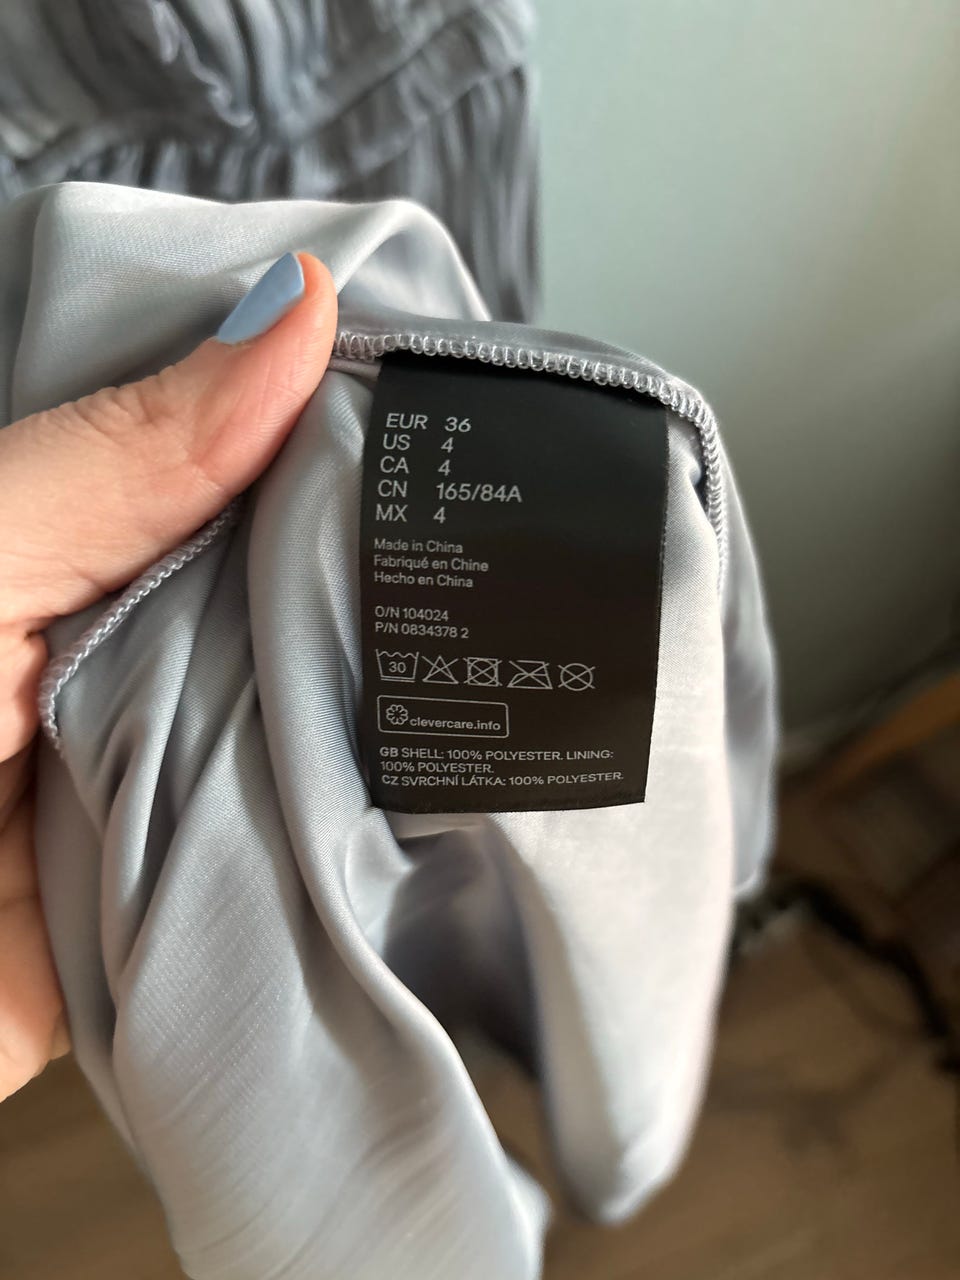 EUR 36
US 4
CA 4
CN 165/84A
MX 4
Made in China
Fabriqué en Chine
Hecho en China
O/N 104024
P/N 0834378 2
30
clevercare.info
GB SHELL: 100% POLYESTER. LINING:
100% POLYESTER.
CZ SVRCHNÍ LÁTKA: 100% POLYESTER.